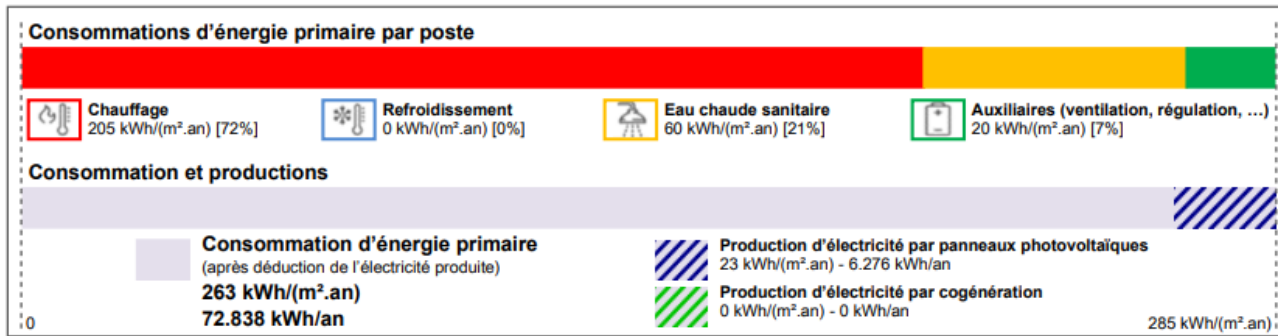 Consommations d’énergie primaire par poste
Chauffage
205 kWh/(m².an) [72%]
Refroidissement
0 kWh/(m².an) [0%]
Eau chaude sanitaire
60 kWh/(m².an) [21%]
Auxiliaires (ventilation, régulation, …)
20 kWh/(m².an) [7%]
Consommation et productions
Consommation d’énergie primaire
(après déduction de l’électricité produite)
263 kWh/(m².an)
72.838 kWh/an
Production d’électricité par panneaux photovoltaïques
23 kWh/(m².an) - 6.276 kWh/an
Production d’électricité par cogénération
0 kWh/(m².an) - 0 kWh/an
0
285 kWh/(m².an)